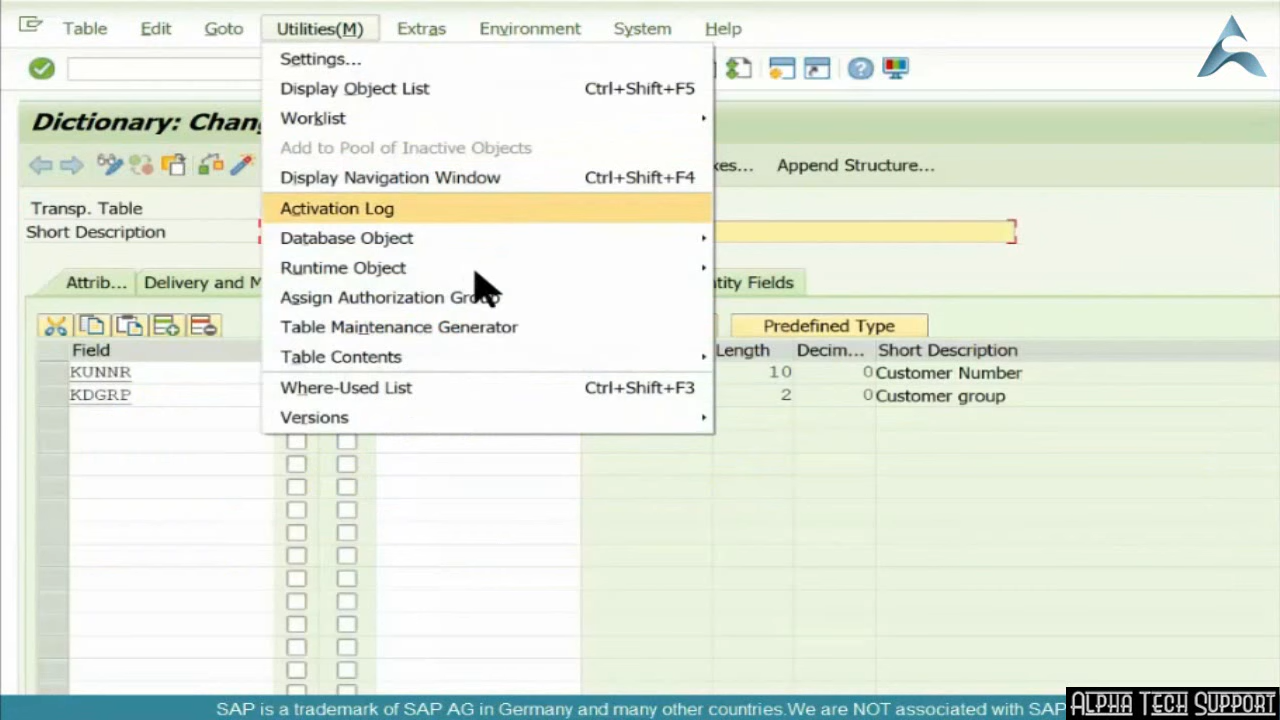 Table Edit Goto Utilities(M) Extras Environment System Help
Settings...
Display Object List Ctrl+Shift+F5
Worklist
Add to Pool of Inactive Objects
Display Navigation Window Ctrl+Shift+F4
Activation Log
Database Object
Runtime Object
Assign Authorization Group
Table Maintenance Generator
Table Contents
Where-Used List Ctrl+Shift+F3
Versions
Dictionary: Chang
xes... Append Structure...
Transp. Table
Short Description
Attrib... Delivery and M tity Fields
Predefined Type
Field Length Decim... Short Description
KUNNR 10 0 Customer Number
KDGRP 2 0 Customer group
SAP is a trademark of SAP AG in Germany and many other countries.We are NOT associated with SAP
ALPHA TECH SUPPORT